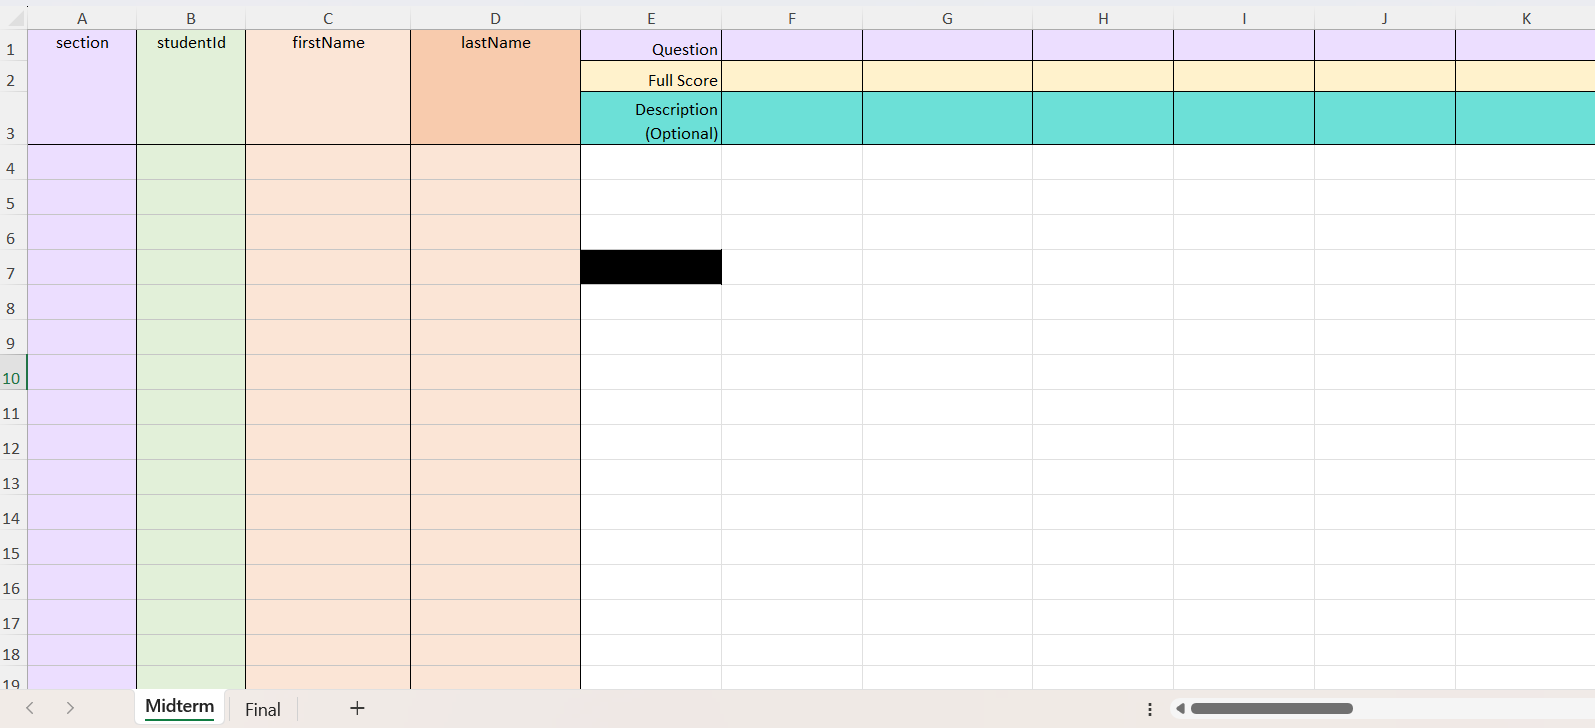 A B C D E F G H I J K
1 section studentId firstName lastName Question
2 Full Score
Description
3 (Optional)
4
5
6
7
8
9
10
11
12
13
14
15
16
17
18
19
Midterm Final +